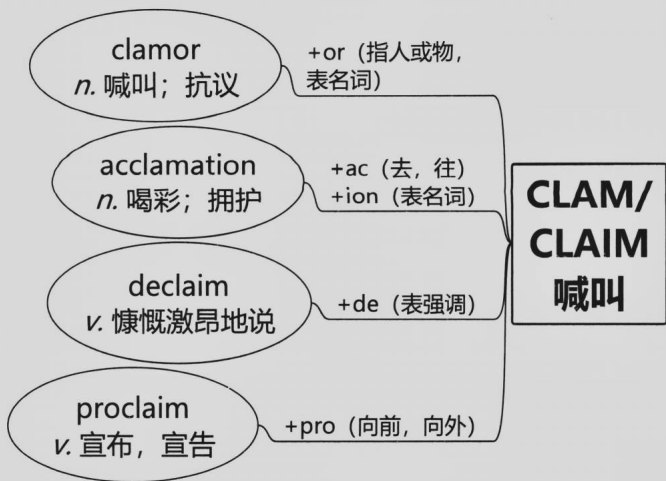 clamor
n. 喊叫；抗议
+or（指人或物，
表名词）
acclamation
n. 喝彩；拥护
+ac（去，往）
+ion（表名词）
declaim
v. 慷慨激昂地说
+de（表强调）
proclaim
v. 宣布，宣告
+pro（向前，向外）
CLAM/
CLAIM
喊叫